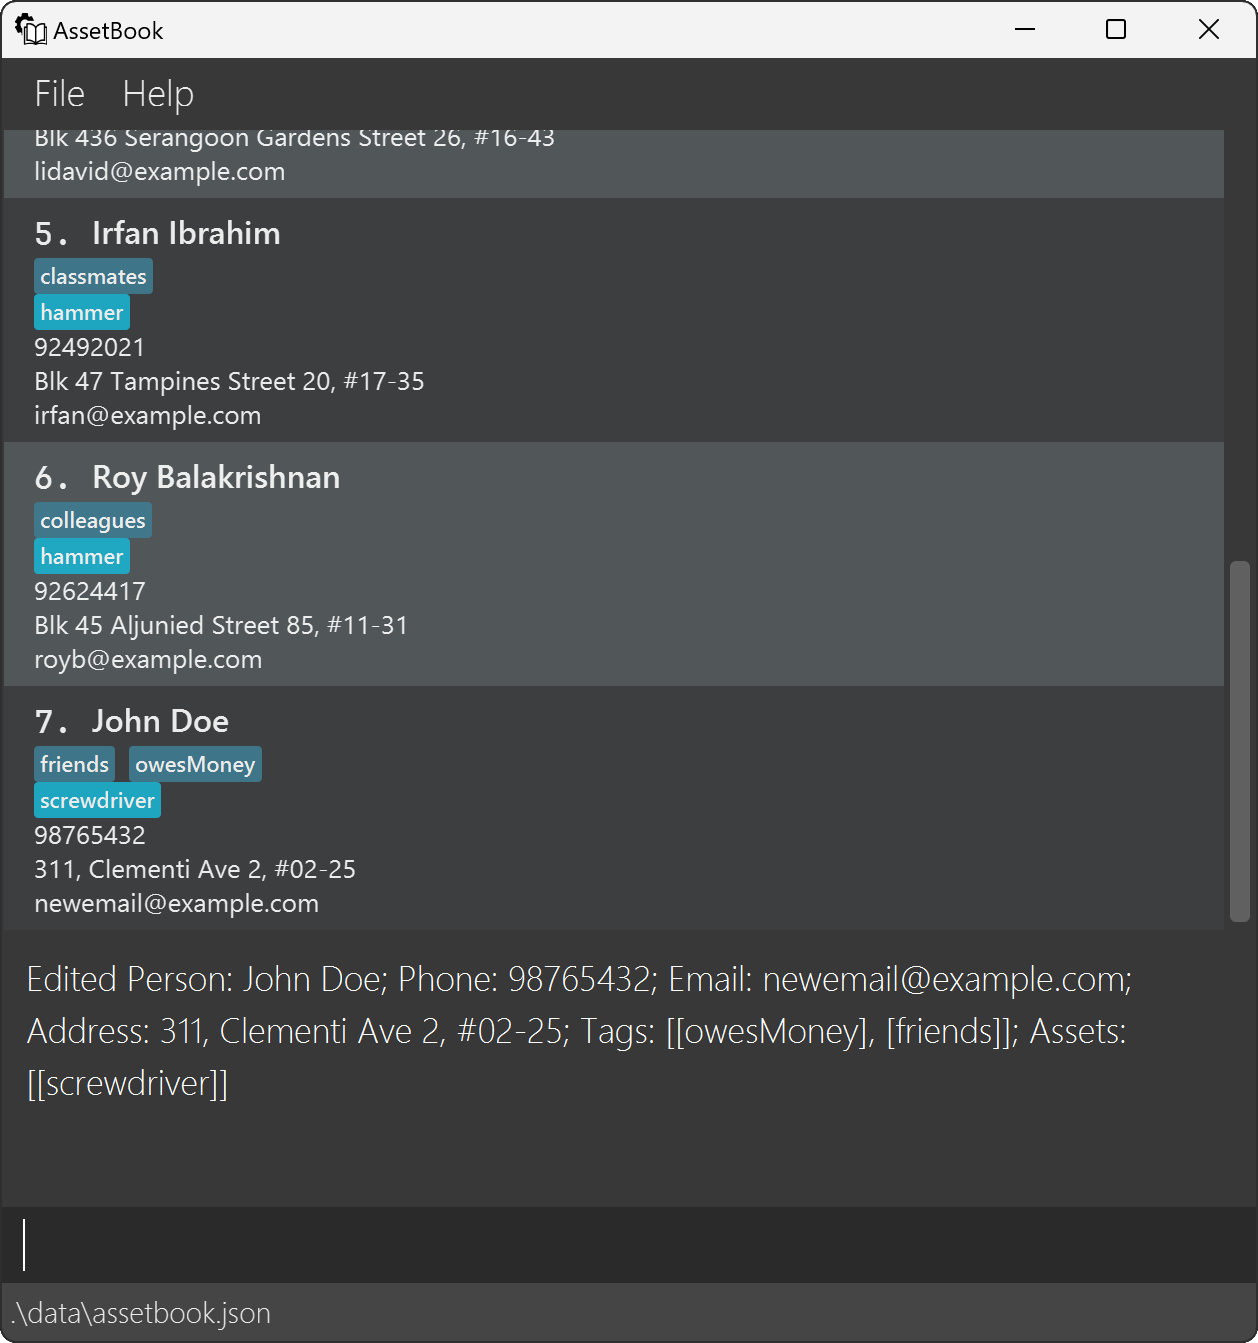 AssetBook
File Help
Blk 436 Serangoon Gardens Street 26, #16-43
lidavid@example.com
5. Irfan Ibrahim
classmates
hammer
92492021
Blk 47 Tampines Street 20, #17-35
irfan@example.com
6. Roy Balakrishnan
colleagues
hammer
92624417
Blk 45 Aljunied Street 85, #11-31
royb@example.com
7. John Doe
friends owesMoney
screwdriver
98765432
311, Clementi Ave 2, #02-25
newemail@example.com
Edited Person: John Doe; Phone: 98765432; Email: newemail@example.com;
Address: 311, Clementi Ave 2, #02-25; Tags: [[owesMoney], [friends]]; Assets:
[[screwdriver]]
.\data\assetbook.json